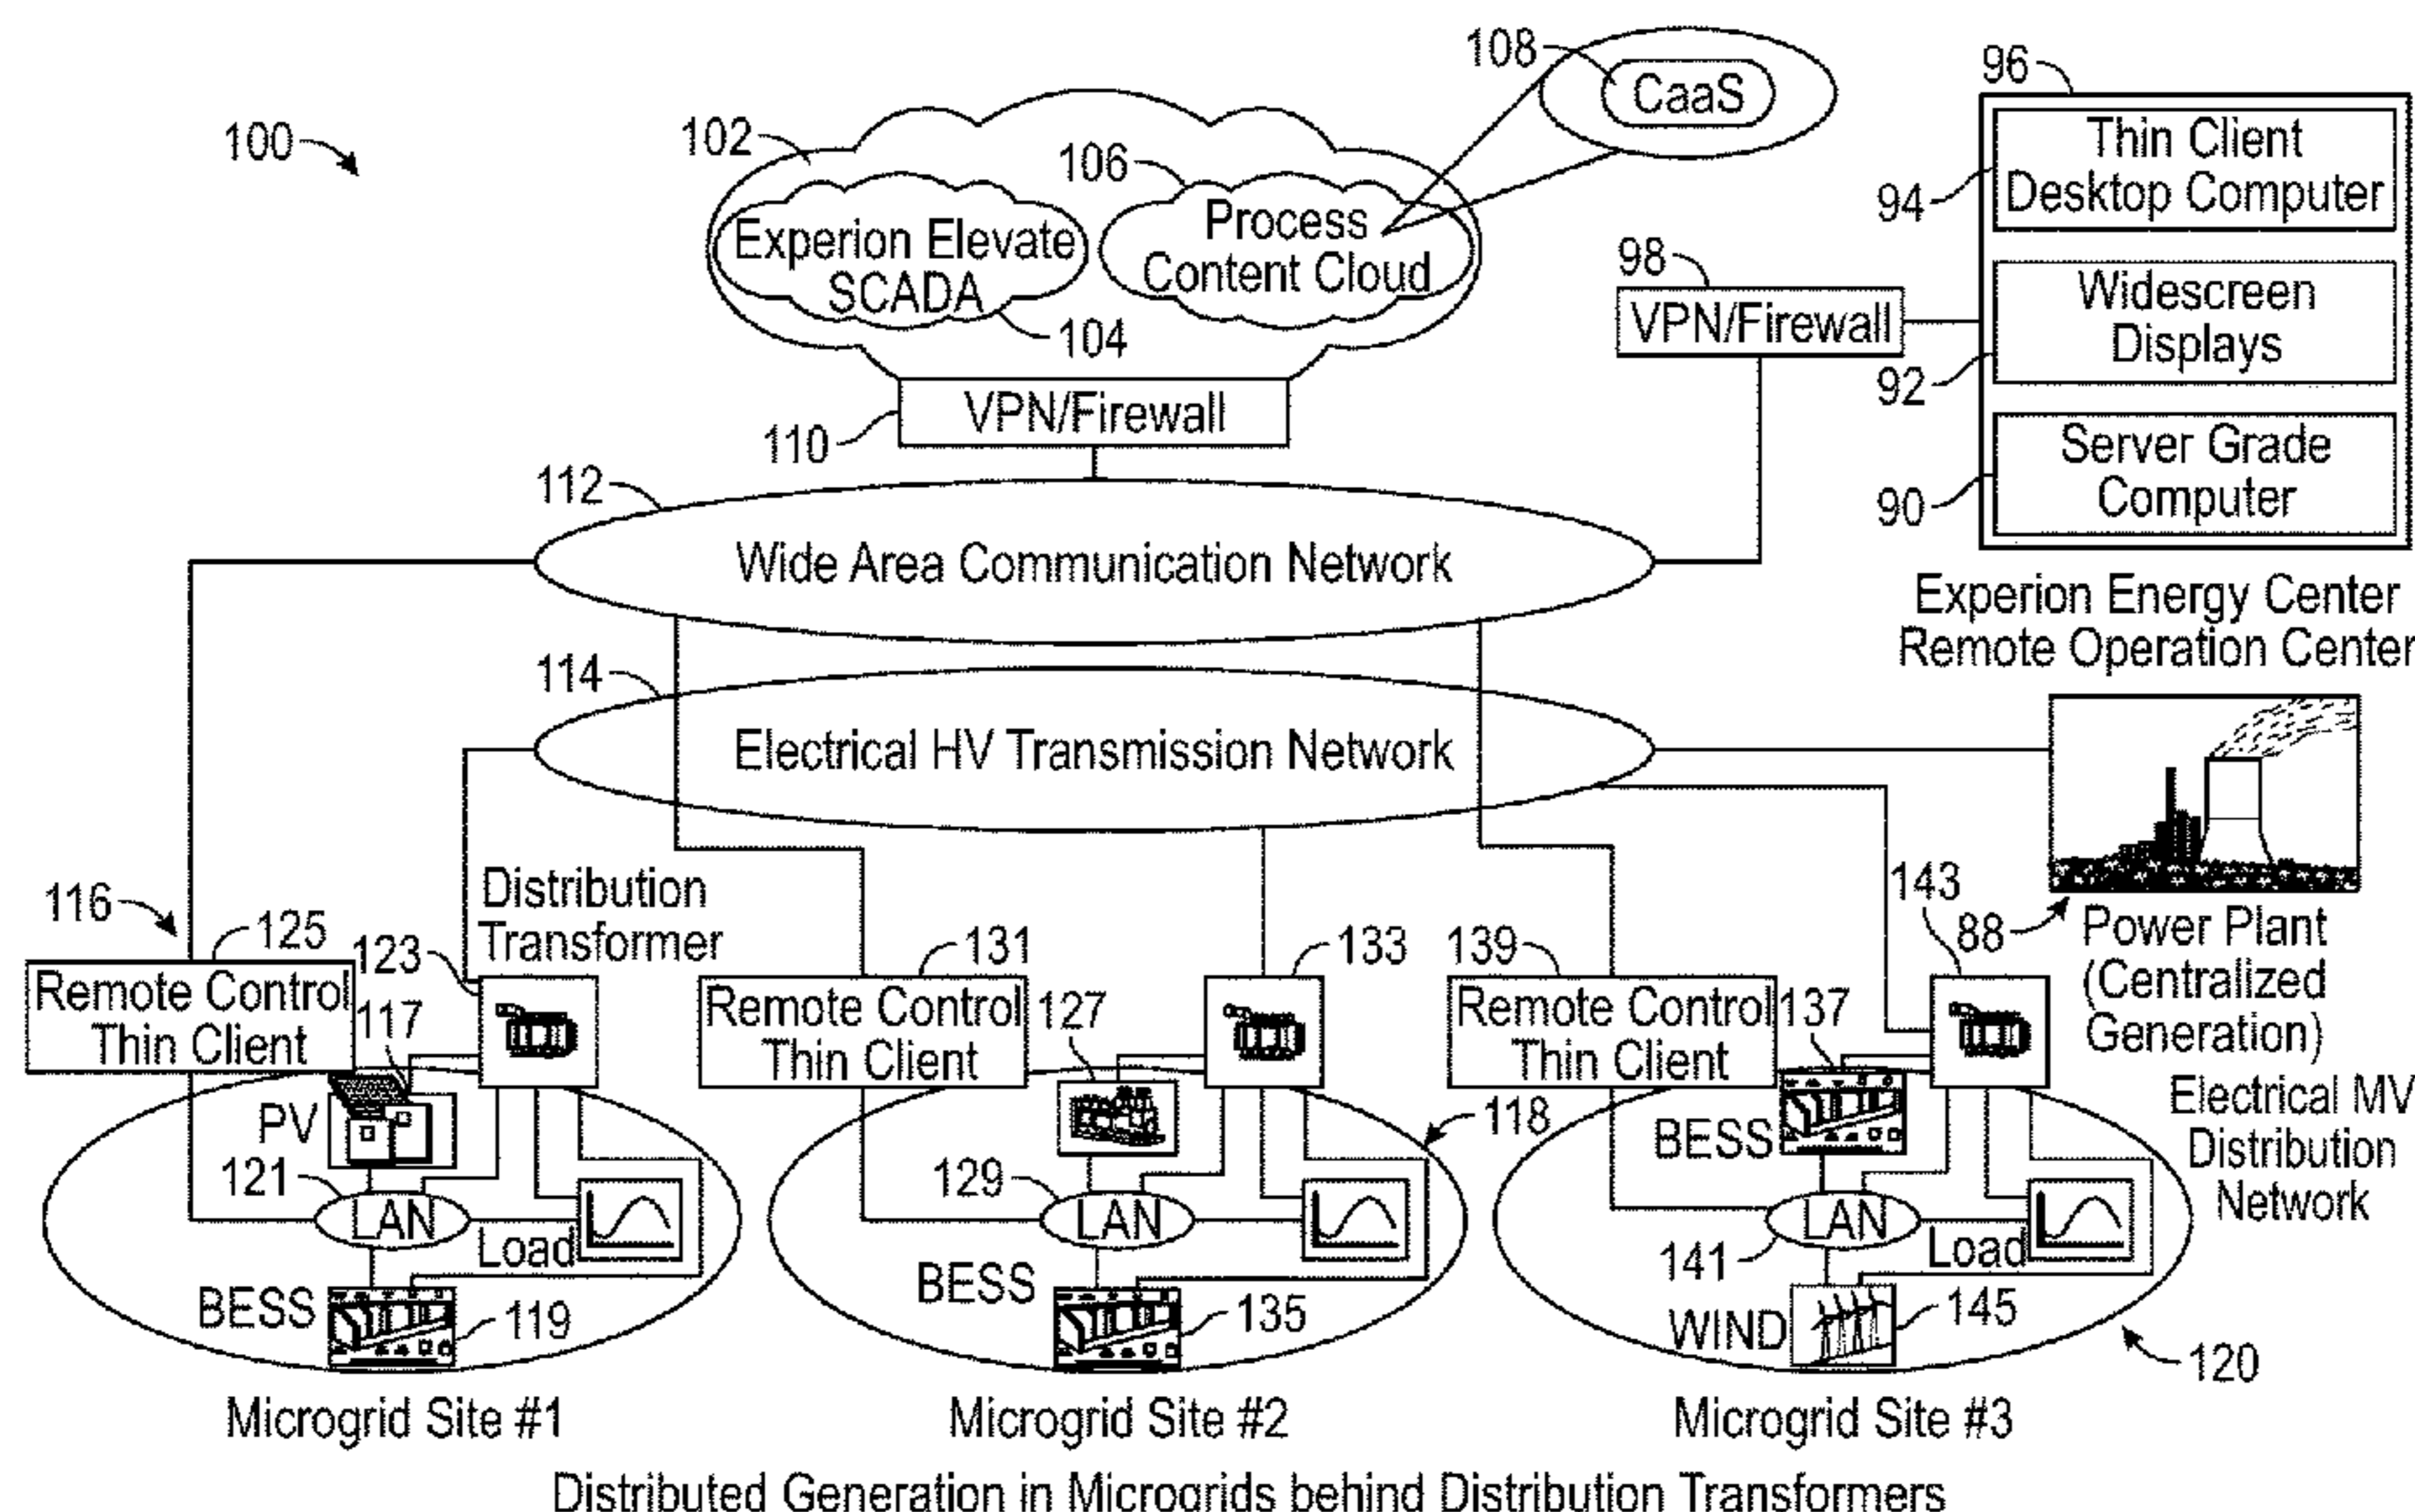 100
102
106
108
CaaS
96
Thin Client
Desktop Computer
94
Experion Elevate
SCADA
104
Process
Content Cloud
98
VPN/Firewall
Widescreen
Displays
92
VPN/Firewall
110
Server Grade
Computer
90
112
Wide Area Communication Network
Experion Energy Center
Remote Operation Center
114
Electrical HV Transmission Network
116
125
Distribution
Transformer
123
131
133
139
143
88
Power Plant
(Centralized
Generation)
Remote Control
Thin Client
117
Remote Control
Thin Client
127
Remote Control
Thin Client
137
PV
121
LAN
Load
BESS
119
129
LAN
118
BESS
135
BESS
141
LAN
Load
WIND
145
120
Electrical MV
Distribution
Network
Microgrid Site #1
Microgrid Site #2
Microgrid Site #3
Distributed Generation in Microgrids behind Distribution Transformers